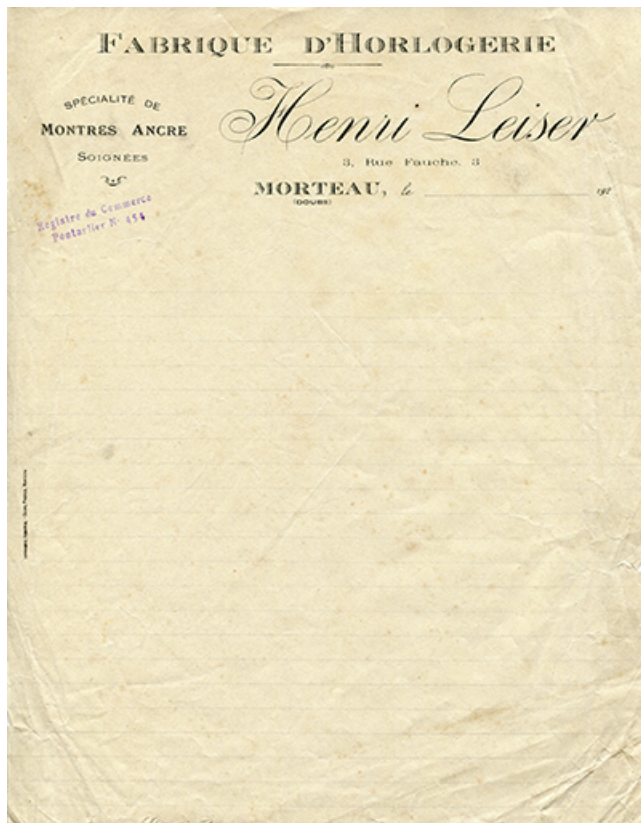 FABRIQUE D'HORLOGERIE
SPÉCIALITÉ DE
MONTRES ANCRE
SOIGNÉES
Henri Leiser
3, Rue Fauche, 3
MORTEAU, le
(DOUBS)
Registre du Commerce
Pontarlier Nº 454